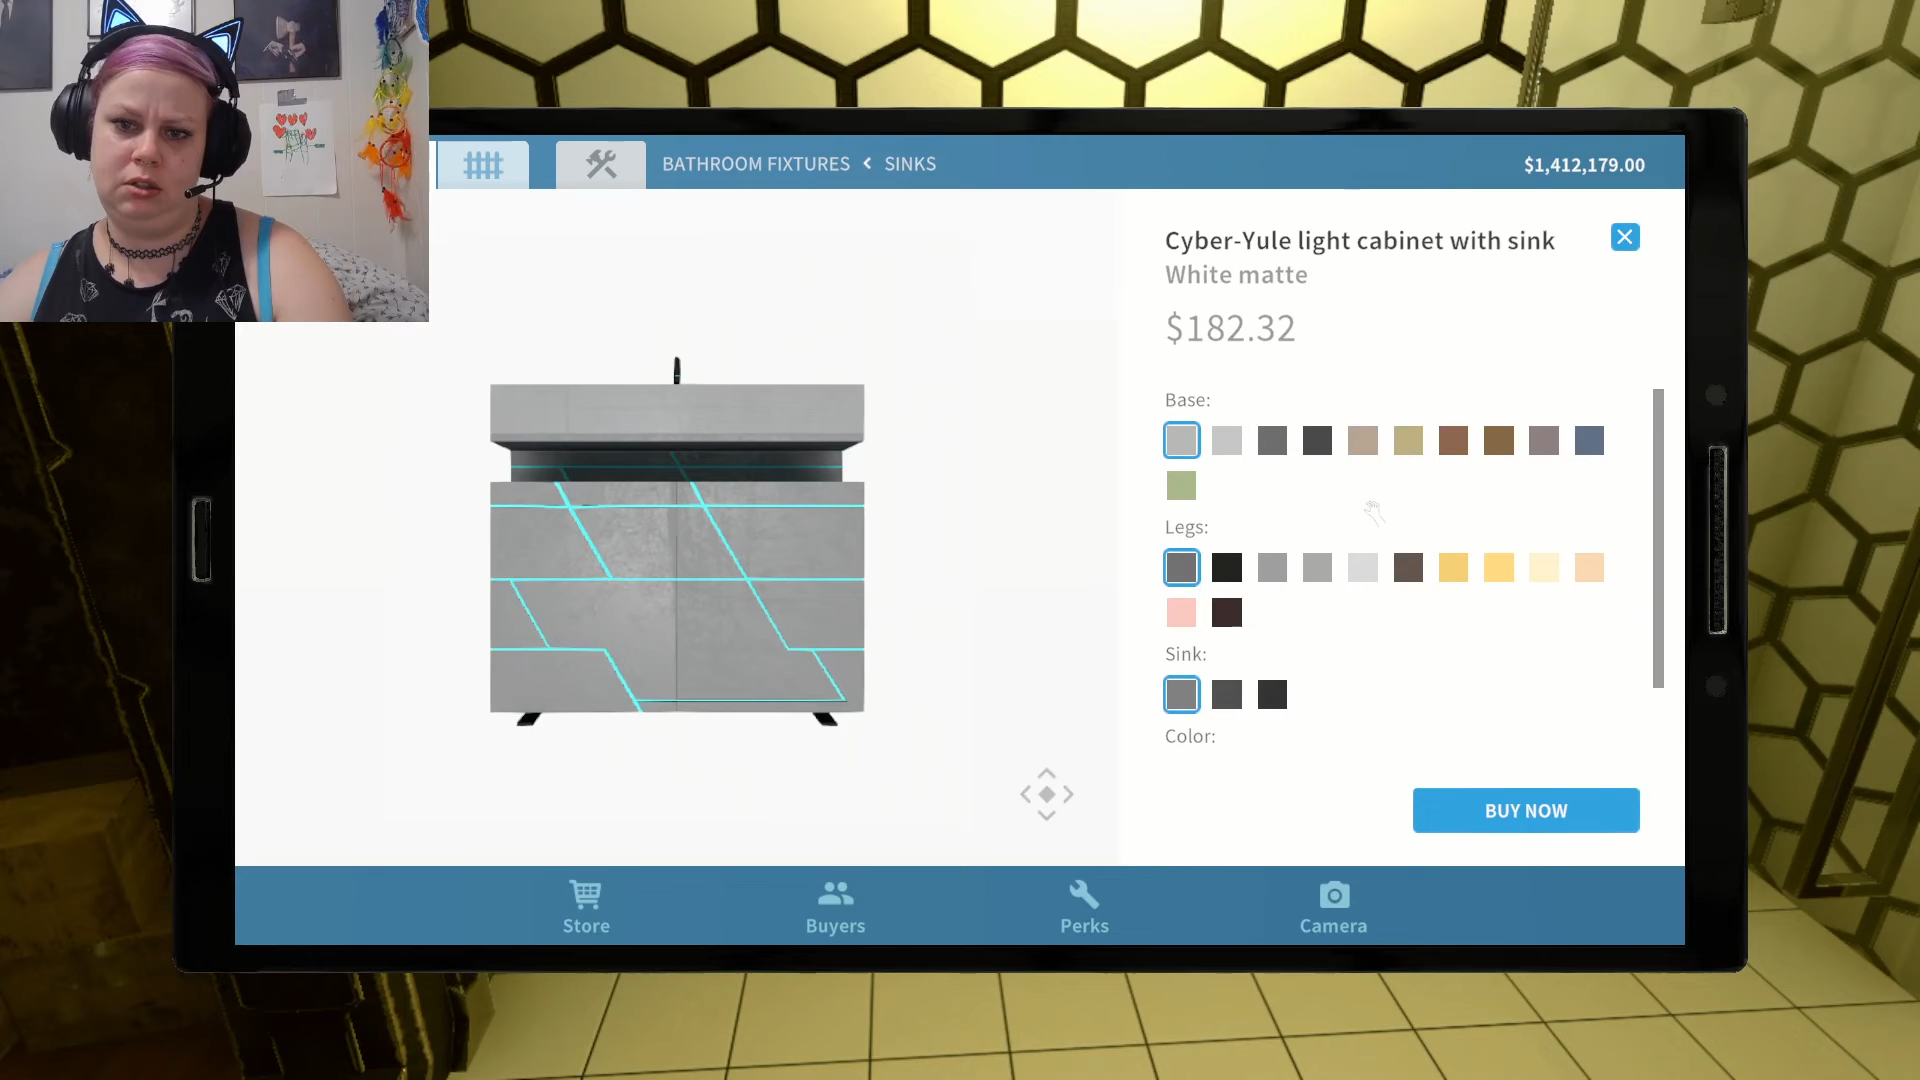 BATHROOM FIXTURES < SINKS
$1,412,179.00
Cyber-Yule light cabinet with sink
White matte
$182.32
Base:
Legs:
Sink:
Color:
BUY NOW
Store
Buyers
Perks
Camera